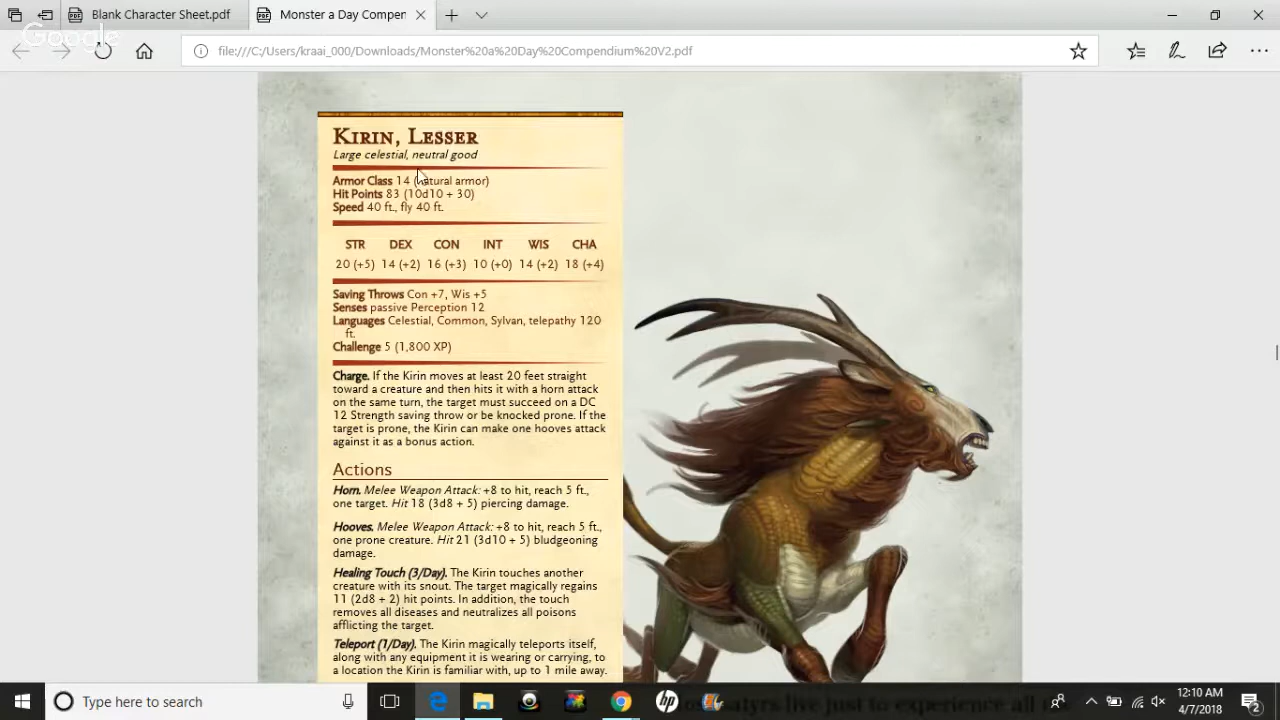 Blank Character Sheet.pdf
Monster a Day Compen
Google
file:///C:/Users/kraai_000/Downloads/Monster%20a%20Day%20Compendium%20V2.pdf
Kirin, Lesser
Large celestial, neutral good
Armor Class 14 (natural armor)
Hit Points 83 (10d10 + 30)
Speed 40 ft., fly 40 ft.
STR DEX CON INT WIS CHA
20 (+5) 14 (+2) 16 (+3) 10 (+0) 14 (+2) 18 (+4)
Saving Throws Con +7, Wis +5
Senses passive Perception 12
Languages Celestial, Common, Sylvan, telepathy 120
ft.
Challenge 5 (1,800 XP)
Charge. If the Kirin moves at least 20 feet straight
toward a creature and then hits it with a horn attack
on the same turn, the target must succeed on a DC
12 Strength saving throw or be knocked prone. If the
target is prone, the Kirin can make one hooves attack
against it as a bonus action.
Actions
Horn. Melee Weapon Attack: +8 to hit, reach 5 ft.,
one target. Hit 18 (3d8 + 5) piercing damage.
Hooves. Melee Weapon Attack: +8 to hit, reach 5 ft.,
one prone creature. Hit 21 (3d10 + 5) bludgeoning
damage.
Healing Touch (3/Day). The Kirin touches another
creature with its snout. The target magically regains
11 (2d8 + 2) hit points. In addition, the touch
removes all diseases and neutralizes all poisons
afflicting the target.
Teleport (1/Day). The Kirin magically teleports itself,
along with any equipment it is wearing or carrying, to
a location the Kirin is familiar with, up to 1 mile away.
Type here to search
satyrs live just to experience all
12:10 AM
4/7/2018
2